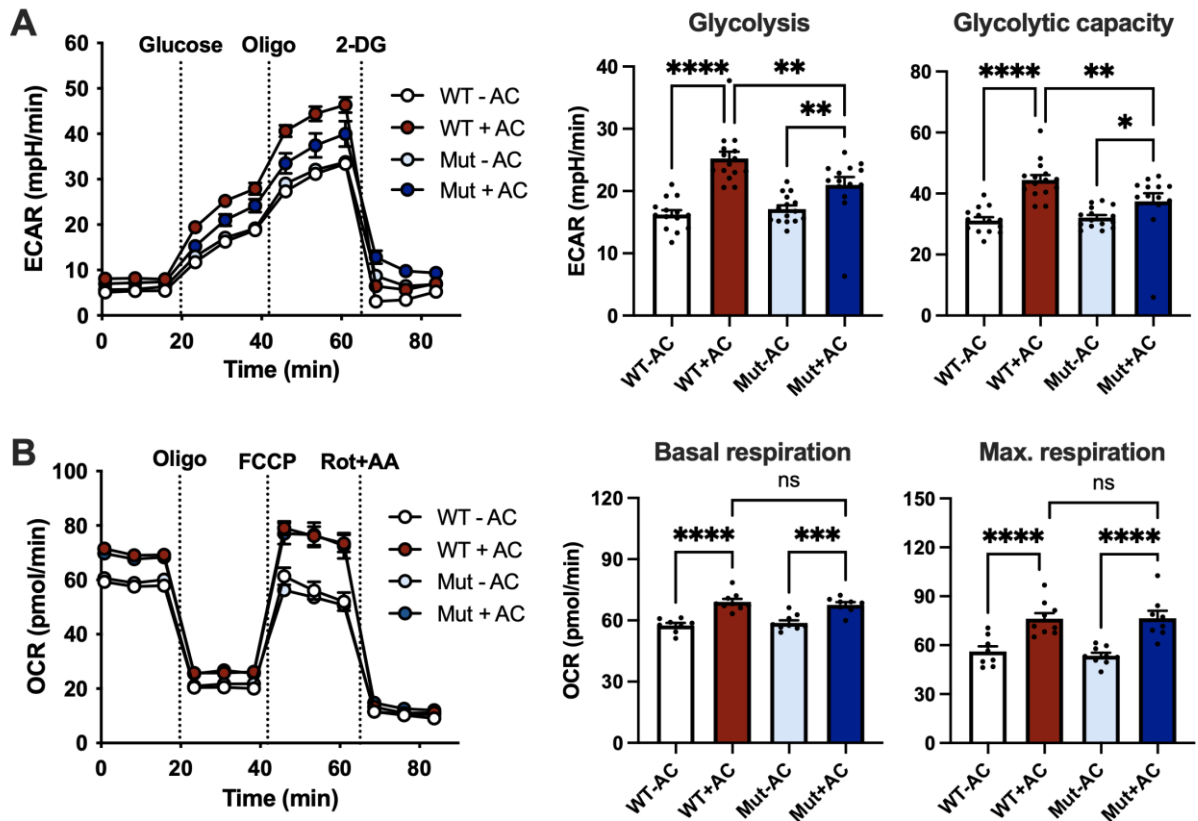 A
Glucose Oligo 2-DG
ECAR (mpH/min)
60
50
40
30
20
10
0
0 20 40 60 80
Time (min)
WT - AC
WT + AC
Mut - AC
Mut + AC
Glycolysis
ECAR (mpH/min)
40
30
20
10
0
**** **
**
WT-AC WT+AC Mut-AC Mut+AC
Glycolytic capacity
80
60
40
20
0
**** **
*
WT-AC WT+AC Mut-AC Mut+AC
B
Oligo FCCP Rot+AA
OCR (pmol/min)
100
80
60
40
20
0
0 20 40 60 80
Time (min)
WT - AC
WT + AC
Mut - AC
Mut + AC
Basal respiration
OCR (pmol/min)
120
90
60
30
0
ns
**** ***
WT-AC WT+AC Mut-AC Mut+AC
Max. respiration
150
120
90
60
30
0
ns
**** ****
WT-AC WT+AC Mut-AC Mut+AC